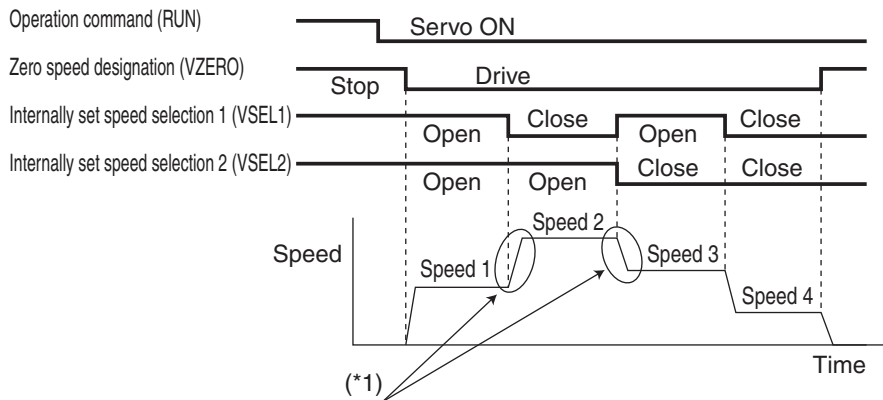 Operation command (RUN)
Servo ON
Zero speed designation (VZERO)
Stop
Drive
Internally set speed selection 1 (VSEL1)
Open
Close
Open
Close
Internally set speed selection 2 (VSEL2)
Open
Open
Close
Close
Speed
Speed 1
Speed 2
Speed 3
Speed 4
Time
(*1)